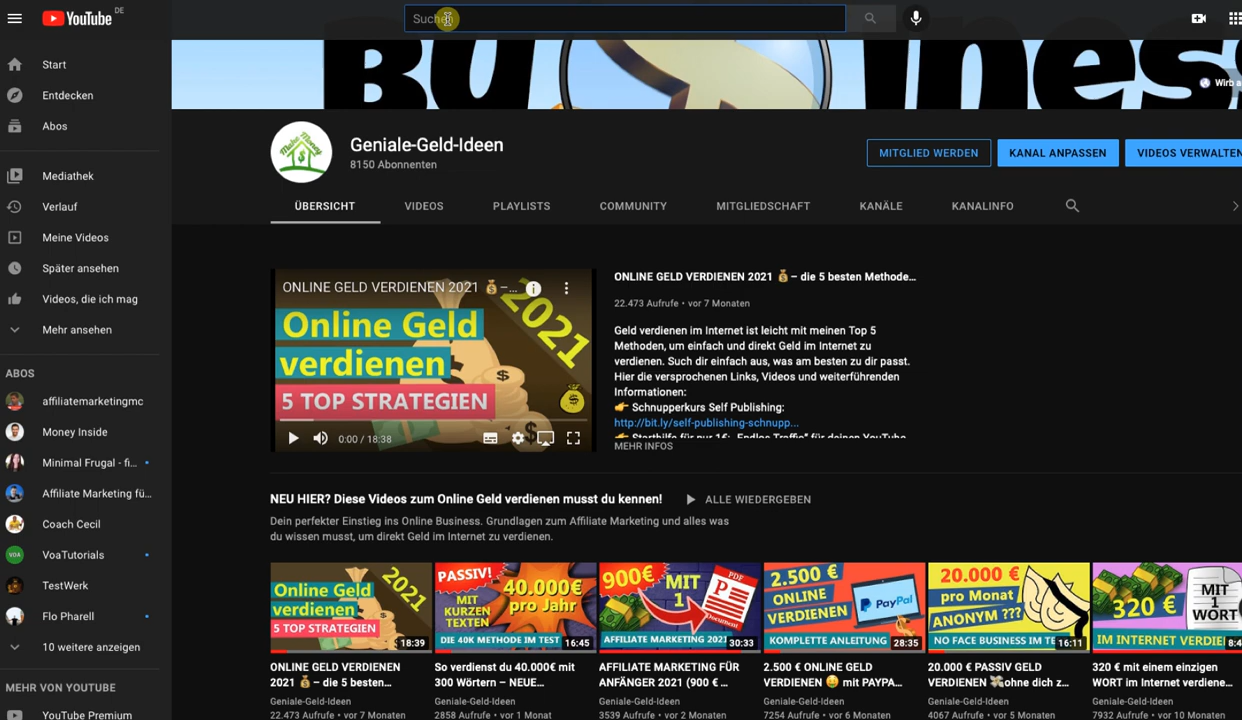 YouTube DE
Suchen
BUSINESS
Wirb a
Start
Entdecken
Abos
Mediathek
Verlauf
Meine Videos
Später ansehen
Videos, die ich mag
Mehr ansehen
ABOS
affiliatemarketingmc
Money Inside
Minimal Frugal - fi...
Affiliate Marketing fü...
Coach Cecil
VoaTutorials
TestWerk
Flo Pharell
10 weitere anzeigen
MEHR VON YOUTUBE
YouTube Premium
Make Money
Geniale-Geld-Ideen
8150 Abonnenten
MITGLIED WERDEN
KANAL ANPASSEN
VIDEOS VERWALTEN
ÜBERSICHT
VIDEOS
PLAYLISTS
COMMUNITY
MITGLIEDSCHAFT
KANÄLE
KANALINFO
ONLINE GELD VERDIENEN 2021 💰–...
2021
Online Geld
verdienen
5 TOP STRATEGIEN
0:00 / 18:38
ONLINE GELD VERDIENEN 2021 💰– die 5 besten Methode...
22.473 Aufrufe • vor 7 Monaten
Geld verdienen im Internet ist leicht mit meinen Top 5
Methoden, um einfach und direkt Geld im Internet zu
verdienen. Such dir einfach aus, was am besten zu dir passt.
Hier die versprochenen Links, Videos und weiterführenden
Informationen:
👉 Schnupperkurs Self Publishing:
http://bit.ly/self-publishing-schnupp...
👉 Starthilfe für nur 1€: „Endlos Traffic“ für deinen YouTube
MEHR INFOS
NEU HIER? Diese Videos zum Online Geld verdienen musst du kennen!
ALLE WIEDERGEBEN
Dein perfekter Einstieg ins Online Business. Grundlagen zum Affiliate Marketing und alles was
du wissen musst, um direkt Geld im Internet zu verdienen.
2021
Online Geld
verdienen
5 TOP STRATEGIEN
18:39
ONLINE GELD VERDIENEN
2021 💰 – die 5 besten...
Geniale-Geld-Ideen
22.473 Aufrufe • vor 7 Monaten
PASSIV!
40.000€
pro Jahr
MIT
KURZEN
TEXTEN
DIE 40K METHODE IM TEST
16:45
So verdienst du 40.000€ mit
300 Wörtern – NEUE...
Geniale-Geld-Ideen
2858 Aufrufe • vor 1 Monat
900€
MIT
1
PDF
Document
AFFILIATE MARKETING 2021
30:33
AFFILIATE MARKETING FÜR
ANFÄNGER 2021 (900 € ...
Geniale-Geld-Ideen
3539 Aufrufe • vor 2 Monaten
2.500 €
ONLINE
VERDIENEN
PayPal
KOMPLETTE ANLEITUNG
28:35
2.500 € ONLINE GELD
VERDIENEN 🤑 mit PAYPA...
Geniale-Geld-Ideen
7254 Aufrufe • vor 6 Monaten
20.000 €
pro Monat
ANONYM ???
NO FACE BUSINESS IM TE
16:11
20.000 € PASSIV GELD
VERDIENEN 💸ohne dich z...
Geniale-Geld-Ideen
4067 Aufrufe • vor 5 Monaten
320 €
MIT
1
WORT
IM INTERNET VERDIE
8:4
320 € mit einem einzigen
WORT im Internet verdiene...
Geniale-Geld-Ideen
7932 Aufrufe • vor 10 Monaten